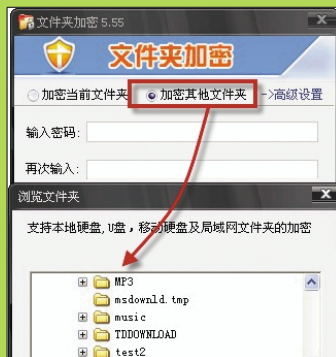 文件夹加密 5.55
文件夹加密
加密当前文件夹 加密其他文件夹 ->高级设置
输入密码:
再次输入:
浏览文件夹
支持本地硬盘,U盘，移动硬盘及局域网文件夹的加密
MP3
msdownld.tmp
music
TDDOWNLOAD
test2